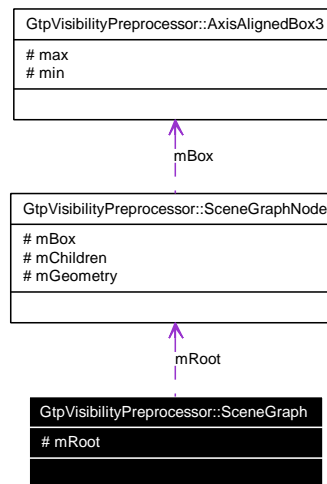 GtpVisibilityPreprocessor::AxisAlignedBox3
# max
# min
mBox
GtpVisibilityPreprocessor::SceneGraphNode
# mBox
# mChildren
# mGeometry
mRoot
GtpVisibilityPreprocessor::SceneGraph
# mRoot